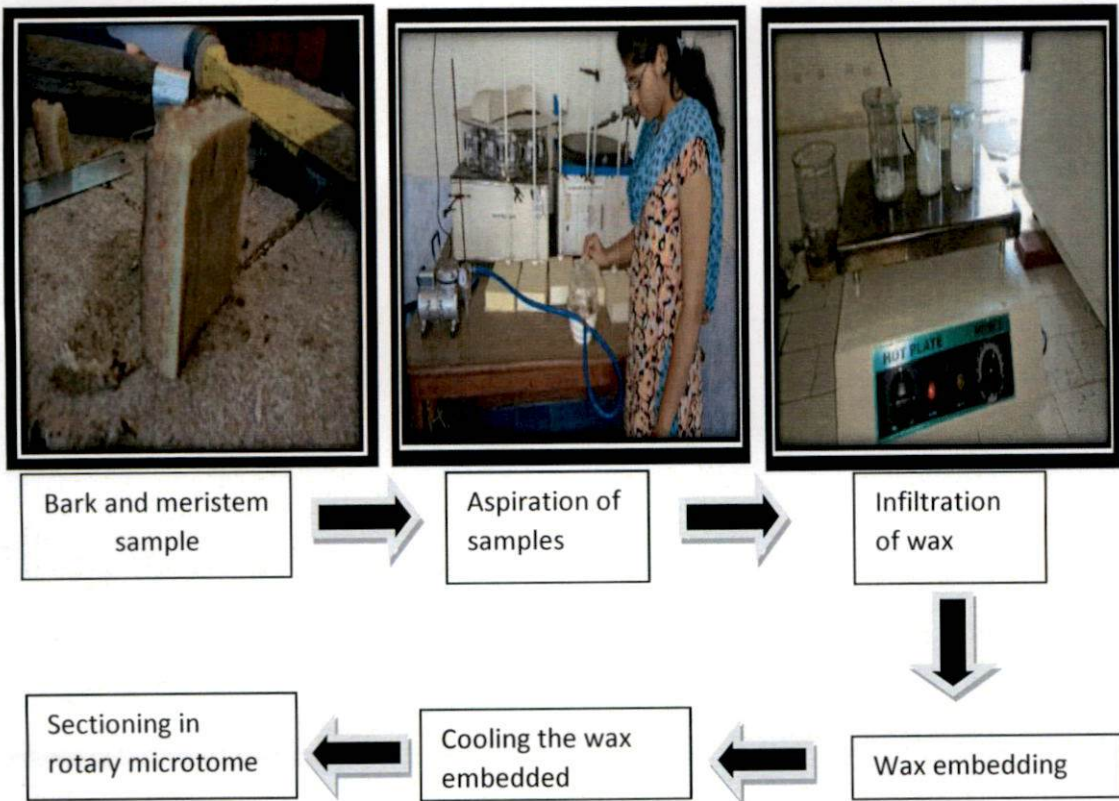 HOT PLATE
Bark and meristem
sample
Aspiration of
samples
Infiltration
of wax
Wax embedding
Cooling the wax
embedded
Sectioning in
rotary microtome